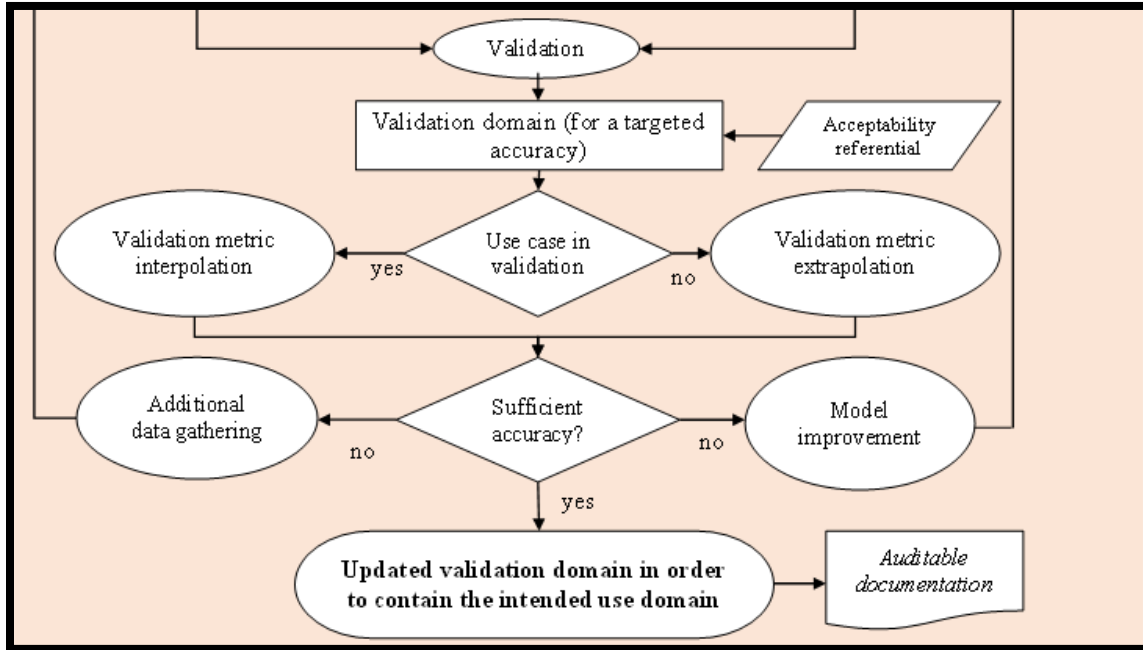 Validation
Validation domain (for a targeted
accuracy)
Acceptability
referential
Validation metric
interpolation
yes
Use case in
validation
no
Validation metric
extrapolation
Additional
data gathering
no
Sufficient
accuracy?
no
Model
improvement
yes
Updated validation domain in order
to contain the intended use domain
Auditable
documentation